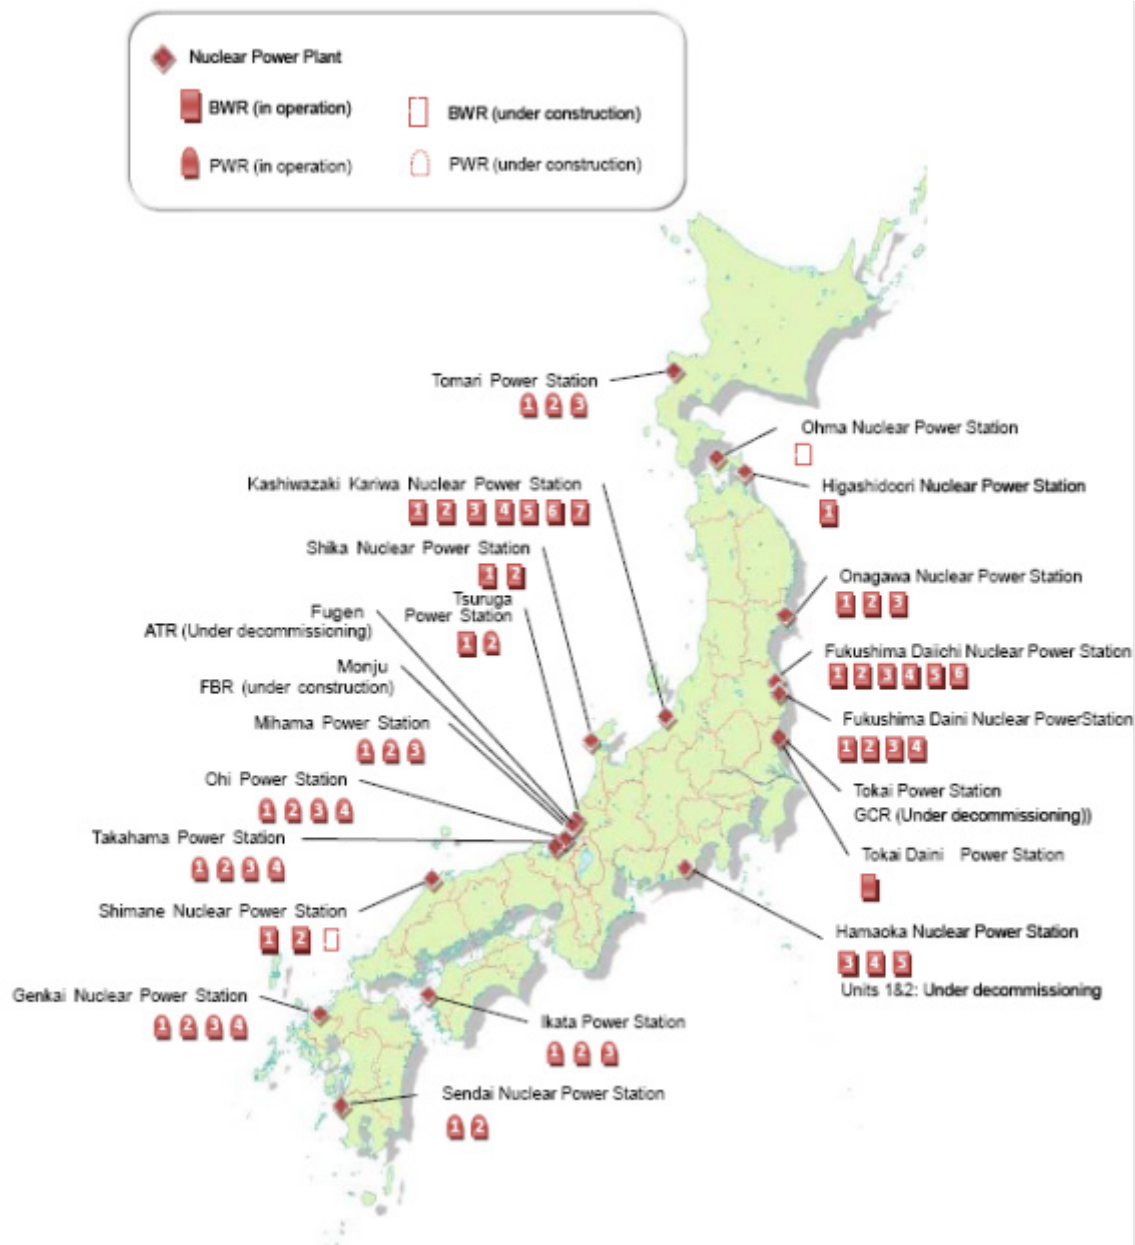 Nuclear Power Plant
BWR (in operation)
BWR (under construction)
PWR (in operation)
PWR (under construction)
Tomari Power Station
1 2 3
Ohma Nuclear Power Station
Higashidoori Nuclear Power Station
1
Kashiwazaki Kariwa Nuclear Power Station
1 2 3 4 5 6 7
Shika Nuclear Power Station
1 2
Tsuruga
Power Station
1 2
Fugen
ATR (Under decommissioning)
Monju
FBR (under construction)
Mihama Power Station
1 2 3
Ohi Power Station
1 2 3 4
Takahama Power Station
1 2 3 4
Shimane Nuclear Power Station
1 2
Genkai Nuclear Power Station
1 2 3 4
Onagawa Nuclear Power Station
1 2 3
Fukushima Daiichi Nuclear Power Station
1 2 3 4 5 6
Fukushima Daini Nuclear PowerStation
1 2 3 4
Tokai Power Station
GCR (Under decommissioning))
Tokai Daini Power Station
Hamaoka Nuclear Power Station
3 4 5
Units 1&2: Under decommissioning
Ikata Power Station
1 2 3
Sendai Nuclear Power Station
1 2